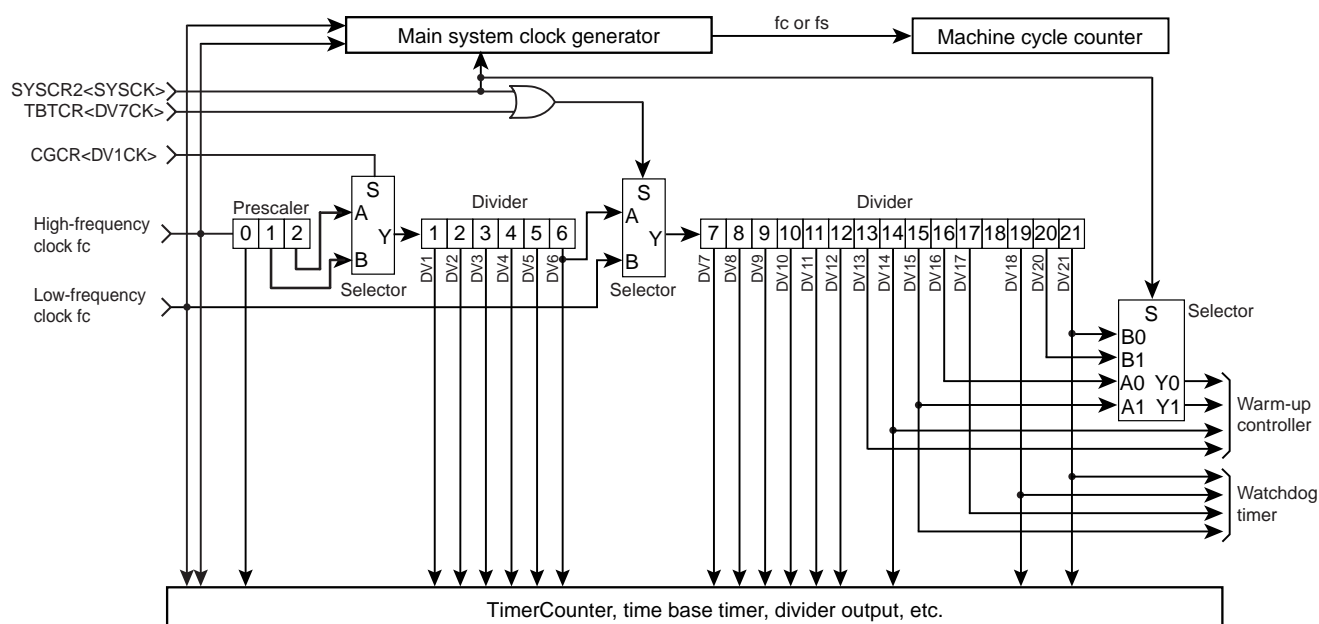 Main system clock generator
fc or fs
Machine cycle counter
SYSCR2<SYSCK>
TBTCR<DV7CK>
CGCR<DV1CK>
High-frequency
clock fc
Low-frequency
clock fc
Prescaler
0 1 2
S
A
B
Y
Selector
Divider
1 2 3 4 5 6
DV1 DV2 DV3 DV4 DV5 DV6
S
A
B
Y
Selector
Divider
7 8 9 10 11 12 13 14 15 16 17 18 19 20 21
DV7 DV8 DV9 DV10 DV11 DV12 DV13 DV14 DV15 DV16 DV17 DV18 DV20 DV21
S
Selector
B0
B1
A0 Y0
A1 Y1
Warm-up
controller
Watchdog
timer
TimerCounter, time base timer, divider output, etc.